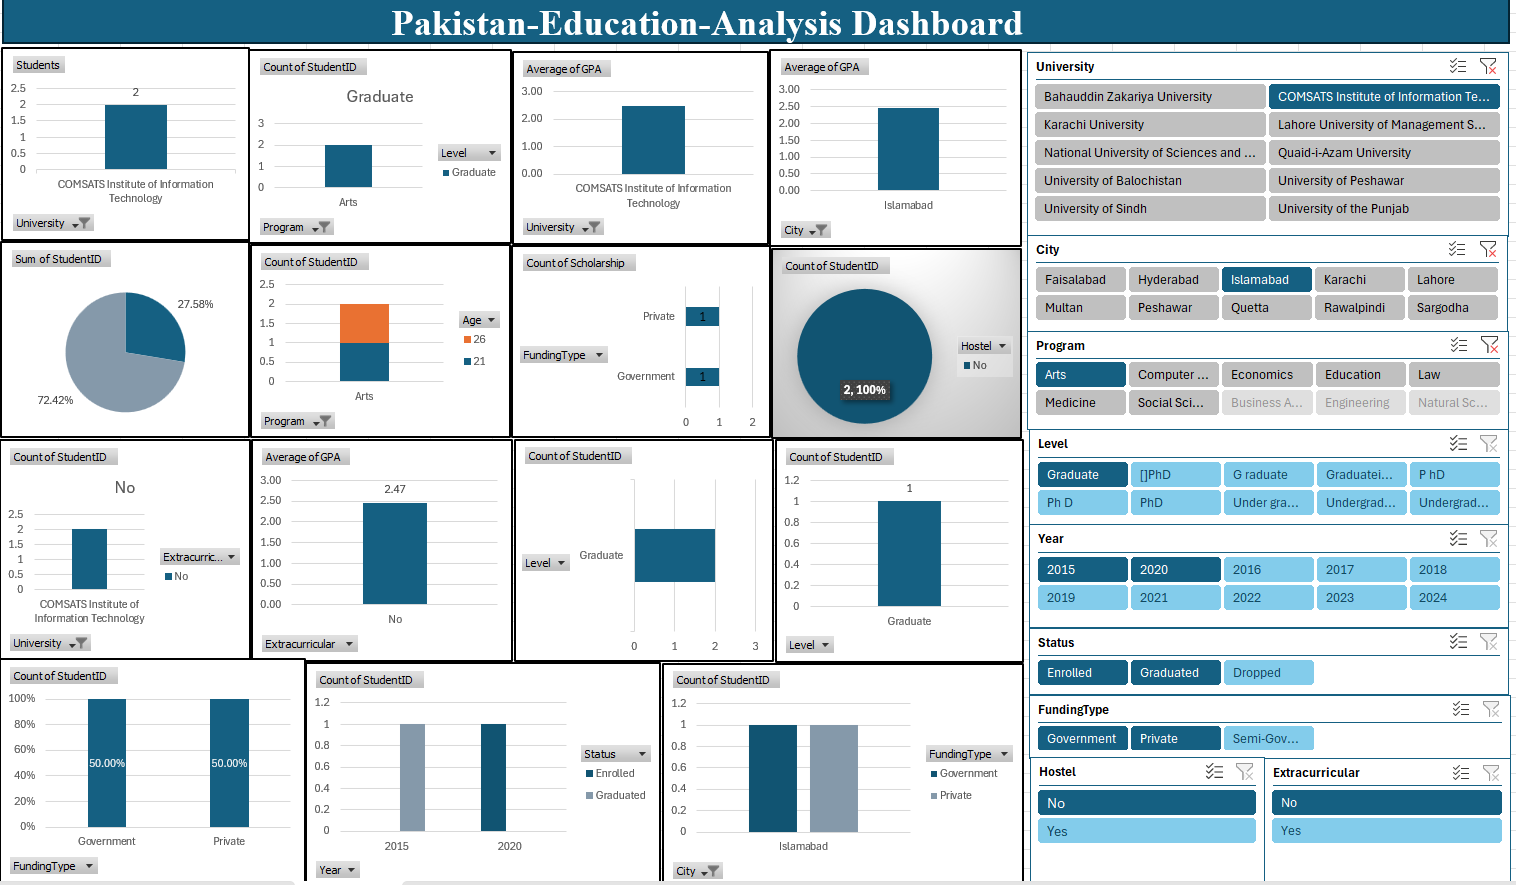 Pakistan-Education-Analysis Dashboard
Students
2.5
2
1.5
1
0.5
0
2
COMSATS Institute of Information
Technology
University
Count of StudentID
Graduate
3
2
1
0
Arts
Level
Graduate
Program
Average of GPA
3.00
2.00
1.00
0.00
COMSATS Institute of Information
Technology
University
Average of GPA
3.00
2.50
2.00
1.50
1.00
0.50
0.00
Islamabad
City
Sum of StudentID
27.58%
72.42%
Count of StudentID
2.5
2
1.5
1
0.5
0
Arts
Age
26
21
Program
Count of Scholarship
Private
1
FundingType
Government
1
0 1 2
Count of StudentID
2, 100%
Hostel
No
Count of StudentID
No
2.5
2
1.5
1
0.5
0
COMSATS Institute of
Information Technology
Extracurric...
No
University
Average of GPA
3.00
2.50
2.00
1.50
1.00
0.50
0.00
2.47
No
Extracurricular
Count of StudentID
Level
Graduate
0 1 2 3
Count of StudentID
1.2
1
0.8
0.6
0.4
0.2
0
1
Graduate
Level
Count of StudentID
100%
80%
60%
40%
20%
0%
50.00% 50.00%
Government Private
FundingType
Count of StudentID
1.2
1
0.8
0.6
0.4
0.2
0
2015 2020
Status
Enrolled
Graduated
Year
Count of StudentID
1.2
1
0.8
0.6
0.4
0.2
0
Islamabad
FundingType
Government
Private
City
University
Bahauddin Zakariya University COMSATS Institute of Information Te...
Karachi University Lahore University of Management S...
National University of Sciences and ... Quaid-i-Azam University
University of Balochistan University of Peshawar
University of Sindh University of the Punjab
City
Faisalabad Hyderabad Islamabad Karachi Lahore
Multan Peshawar Quetta Rawalpindi Sargodha
Program
Arts Computer ... Economics Education Law
Medicine Social Sci... Business A... Engineering Natural Sc...
Level
Graduate []PhD G raduate Graduatei... P hD
Ph D PhD Under gra... Undergrad... Undergrad...
Year
2015 2020 2016 2017 2018
2019 2021 2022 2023 2024
Status
Enrolled Graduated Dropped
FundingType
Government Private Semi-Gov...
Hostel
No
Yes
Extracurricular
No
Yes